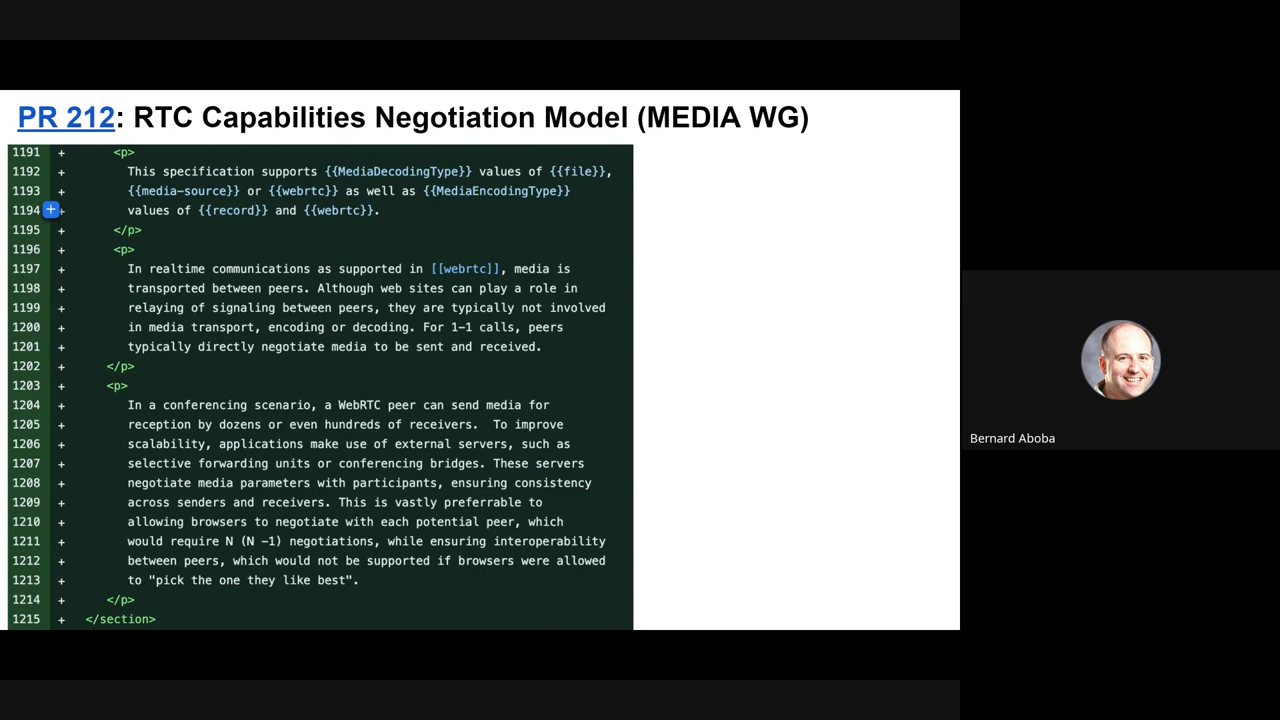 PR 212: RTC Capabilities Negotiation Model (MEDIA WG)
1191 + <p>
1192 + This specification supports {{MediaDecodingType}} values of {{file}},
1193 + {{media-source}} or {{webrtc}} as well as {{MediaEncodingType}}
1194 + values of {{record}} and {{webrtc}}.
1195 + </p>
1196 + <p>
1197 + In realtime communications as supported in [[webrtc]], media is
1198 + transported between peers. Although web sites can play a role in
1199 + relaying of signaling between peers, they are typically not involved
1200 + in media transport, encoding or decoding. For 1-1 calls, peers
1201 + typically directly negotiate media to be sent and received.
1202 + </p>
1203 + <p>
1204 + In a conferencing scenario, a WebRTC peer can send media for
1205 + reception by dozens or even hundreds of receivers.  To improve
1206 + scalability, applications make use of external servers, such as
1207 + selective forwarding units or conferencing bridges. These servers
1208 + negotiate media parameters with participants, ensuring consistency
1209 + across senders and receivers. This is vastly preferrable to
1210 + allowing browsers to negotiate with each potential peer, which
1211 + would require N (N -1) negotiations, while ensuring interoperability
1212 + between peers, which would not be supported if browsers were allowed
1213 + to "pick the one they like best".
1214 + </p>
1215 + </section>
Bernard Aboba